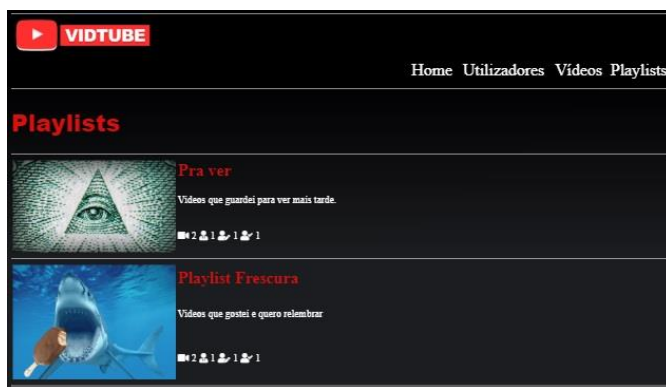 VIDTUBE
Home Utilizadores Vídeos Playlists
Playlists
Pra ver
Vídeos que guardei para ver mais tarde.
2 1 1 1
Playlist Frescura
Vídeos que gostei e quero relembrar
2 1 1 1